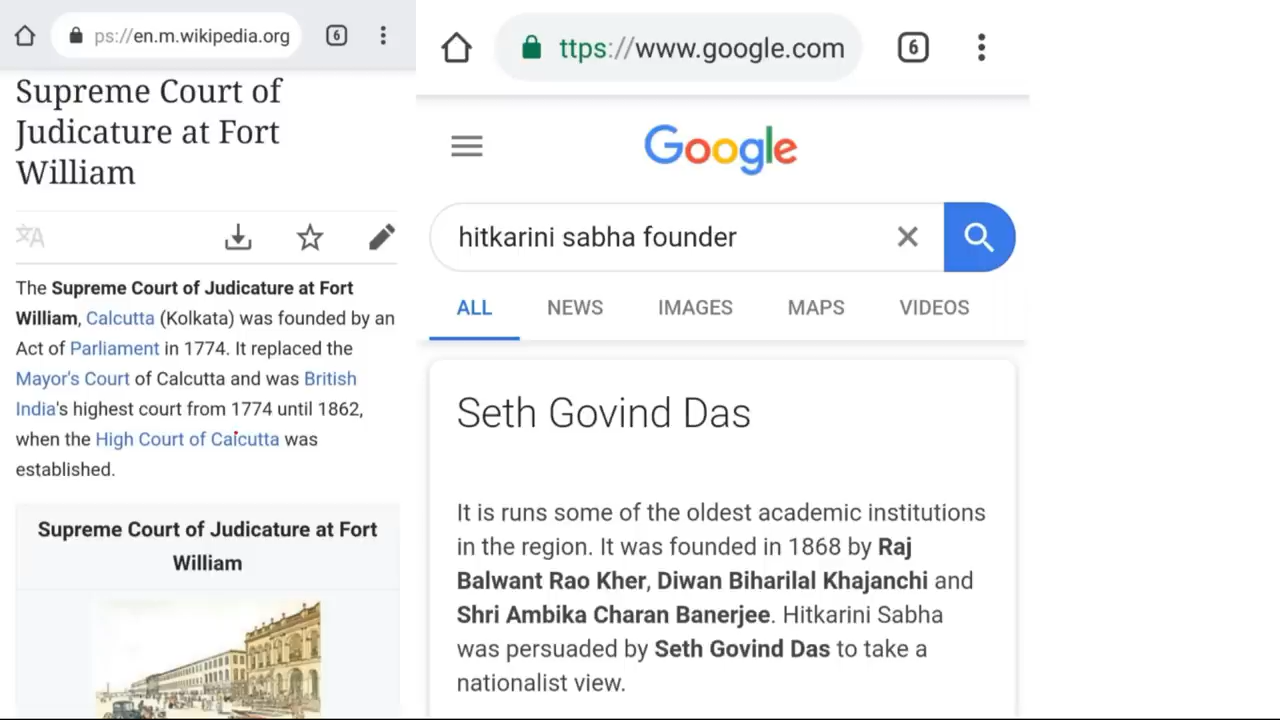 ps://en.m.wikipedia.org
6
Supreme Court of
Judicature at Fort
William
The Supreme Court of Judicature at Fort
William, Calcutta (Kolkata) was founded by an
Act of Parliament in 1774. It replaced the
Mayor's Court of Calcutta and was British
India's highest court from 1774 until 1862,
when the High Court of Calcutta was
established.
Supreme Court of Judicature at Fort
William
ttps://www.google.com
6
Google
hitkarini sabha founder
ALL NEWS IMAGES MAPS VIDEOS
Seth Govind Das
It is runs some of the oldest academic institutions
in the region. It was founded in 1868 by Raj
Balwant Rao Kher, Diwan Biharilal Khajanchi and
Shri Ambika Charan Banerjee. Hitkarini Sabha
was persuaded by Seth Govind Das to take a
nationalist view.